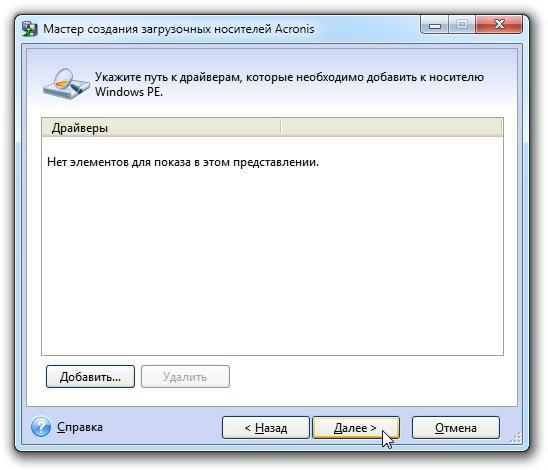 Мастер создания загрузочных носителей Acronis
Укажите путь к драйверам, которые необходимо добавить к носителю
Windows PE.
Драйверы
Нет элементов для показа в этом представлении.
Добавить...
Удалить
Справка
< Назад
Далее >
Отмена